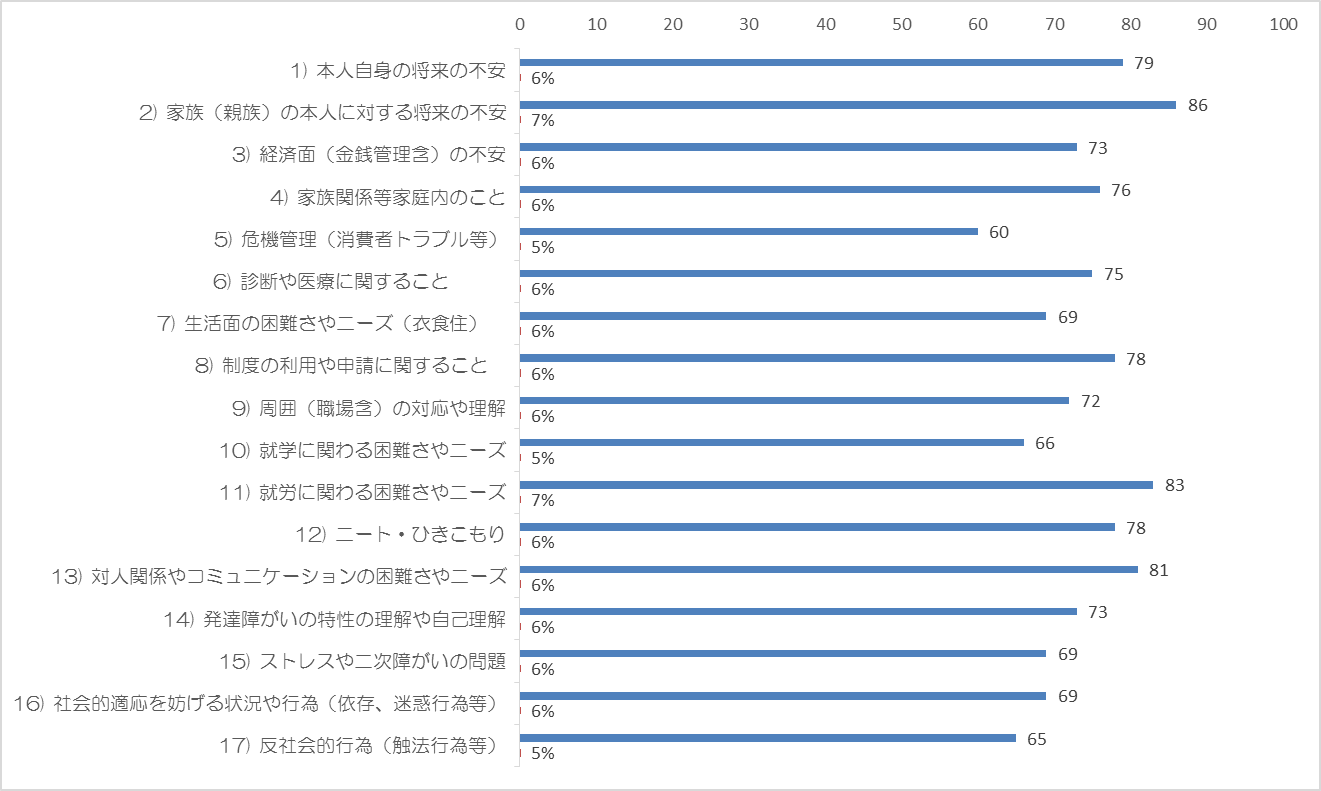 0 10 20 30 40 50 60 70 80 90 100
1) 本人自身の将来の不安 79
6%
2) 家族（親族）の本人に対する将来の不安 86
7%
3) 経済面（金銭管理含）の不安 73
6%
4) 家族関係等家庭内のこと 76
6%
5) 危機管理（消費者トラブル等） 60
5%
6) 診断や医療に関すること 75
6%
7) 生活面の困難さやニーズ（衣食住） 69
6%
8) 制度の利用や申請に関すること 78
6%
9) 周囲（職場含）の対応や理解 72
6%
10) 就学に関わる困難さやニーズ 66
5%
11) 就労に関わる困難さやニーズ 83
7%
12) ニート・ひきこもり 78
6%
13) 対人関係やコミュニケーションの困難さやニーズ 81
6%
14) 発達障がいの特性の理解や自己理解 73
6%
15) ストレスや二次障がいの問題 69
6%
16) 社会的適応を妨げる状況や行為（依存、迷惑行為等） 69
6%
17) 反社会的行為（触法行為等） 65
5%